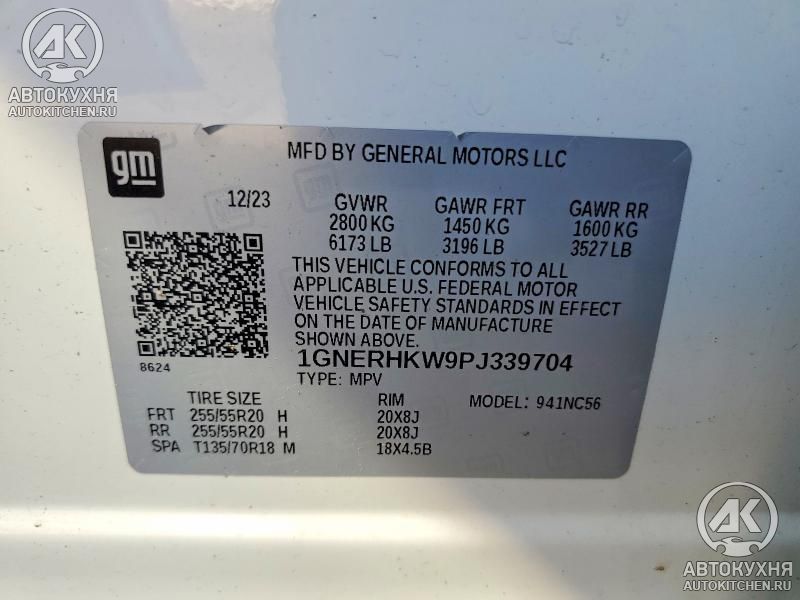 AK
АВТОКУХНЯ
AUTOKITCHEN.RU
gm
MFD BY GENERAL MOTORS LLC
12/23 GVWR GAWR FRT GAWR RR
2800 KG 1450 KG 1600 KG
6173 LB 3196 LB 3527 LB
THIS VEHICLE CONFORMS TO ALL
APPLICABLE U.S. FEDERAL MOTOR
VEHICLE SAFETY STANDARDS IN EFFECT
ON THE DATE OF MANUFACTURE
SHOWN ABOVE.
8624
1GNERHKW9PJ339704
TYPE: MPV
TIRE SIZE RIM MODEL: 941NC56
FRT 255/55R20 H 20X8J
RR 255/55R20 H 20X8J
SPA T135/70R18 M 18X4.5B
AK
АВТОКУХНЯ
AUTOKITCHEN.RU